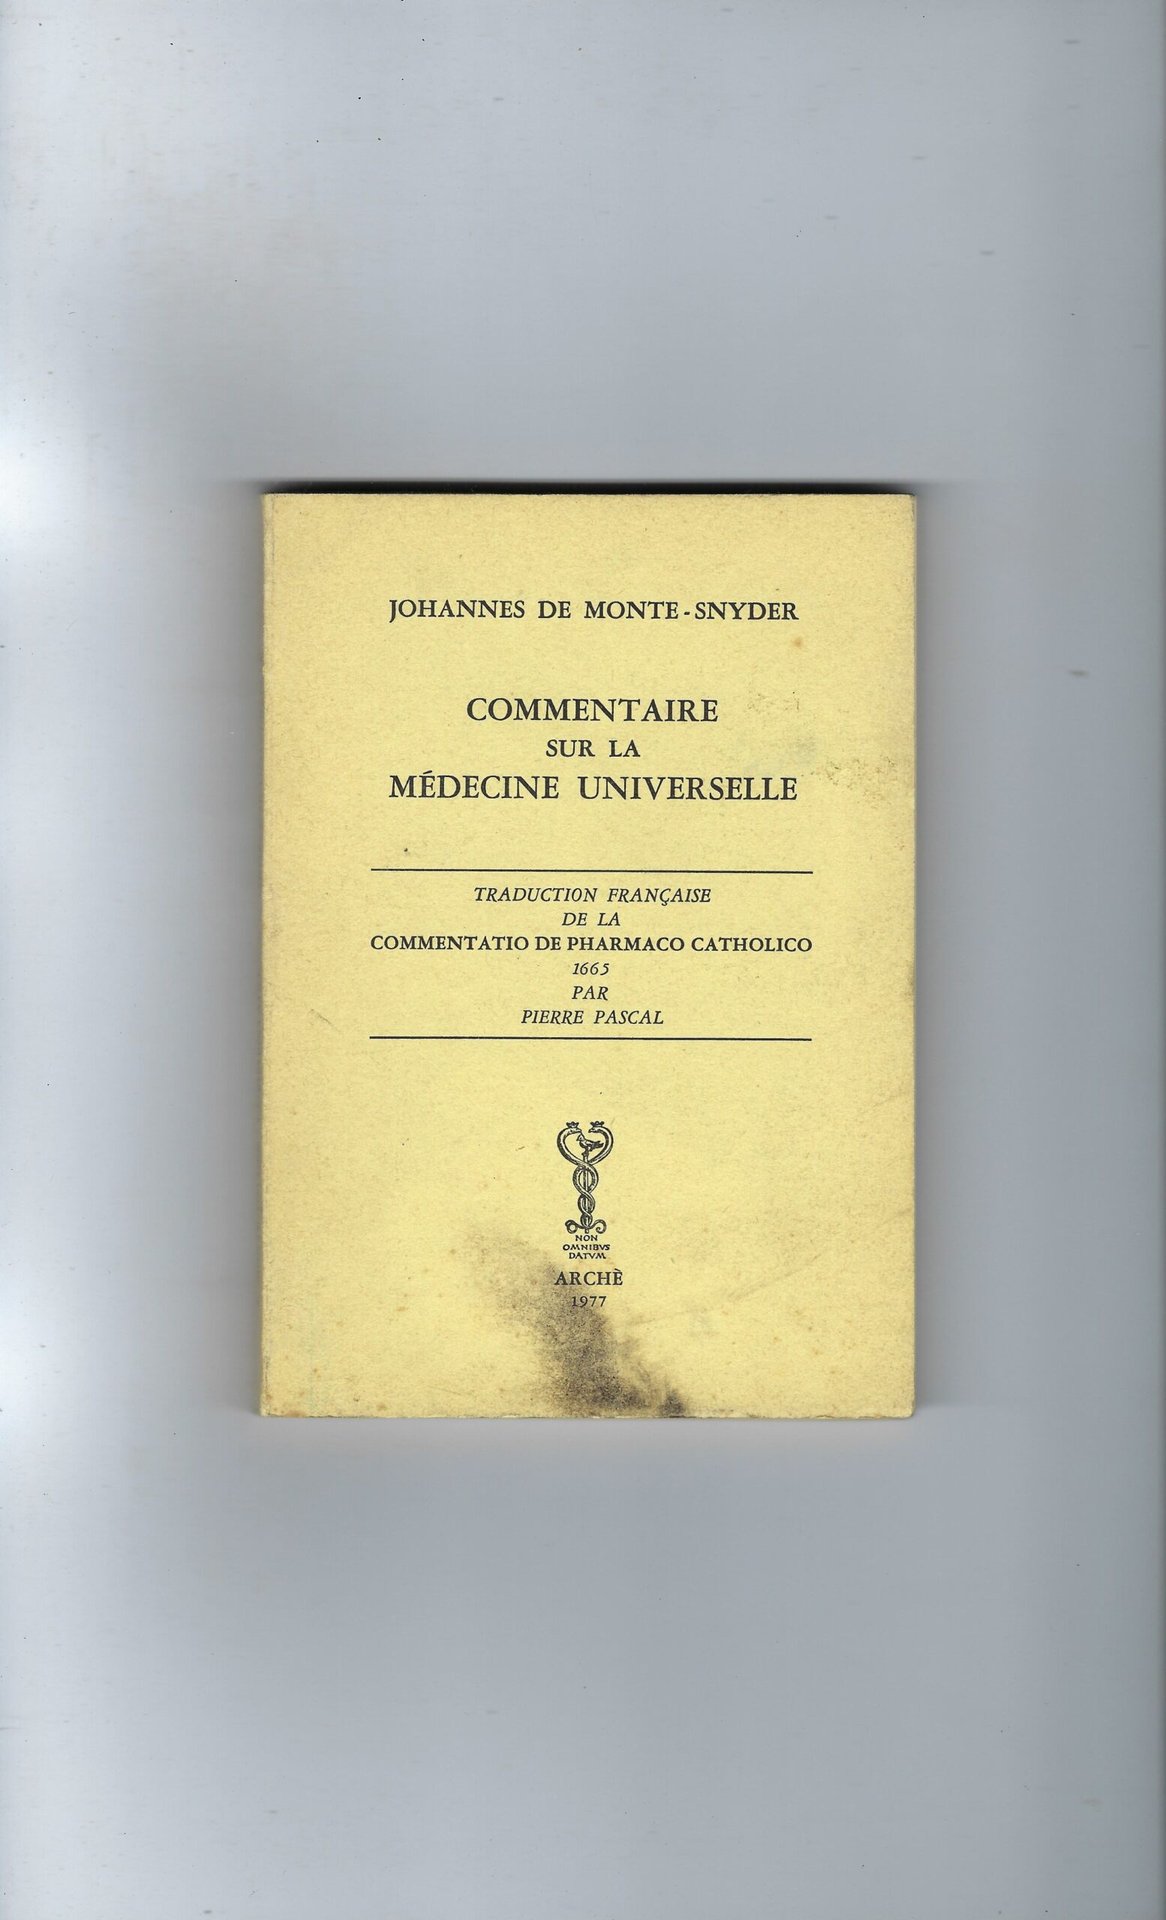 JOHANNES DE MONTE-SNYDER
COMMENTAIRE
SUR LA
MÉDECINE UNIVERSELLE
TRADUCTION FRANÇAISE
DE LA
COMMENTATIO DE PHARMACO CATHOLICO
1665
PAR
PIERRE PASCAL
NON
OMNIBVS
DATVM
ARCHÈ
1977